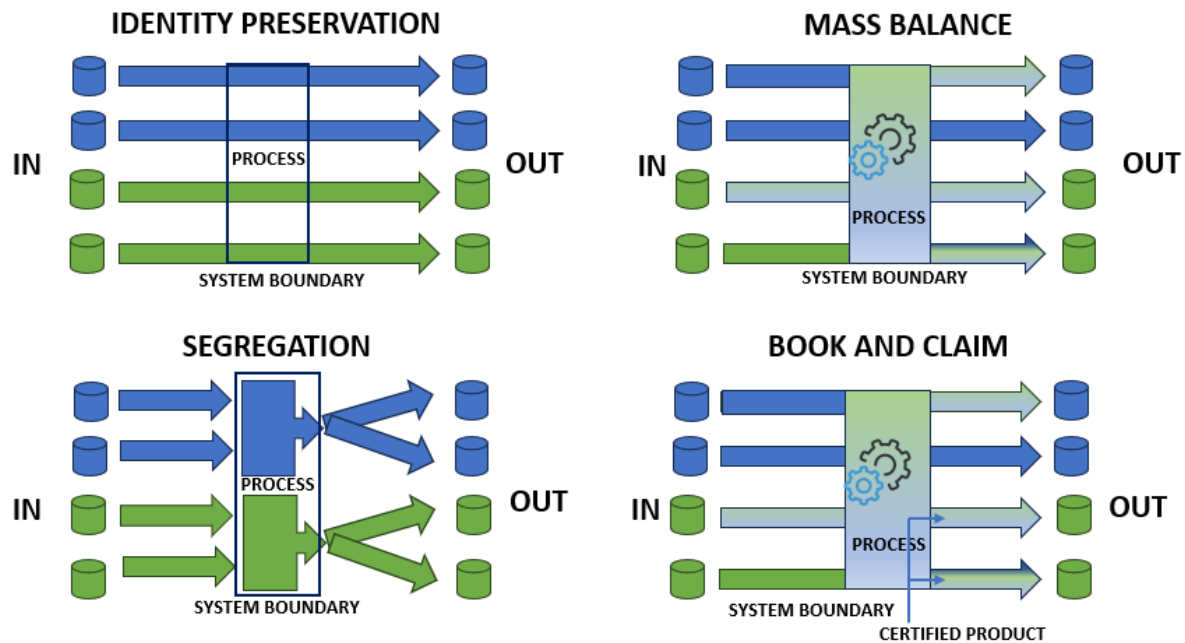 IDENTITY PRESERVATION
IN
PROCESS
OUT
SYSTEM BOUNDARY
MASS BALANCE
IN
PROCESS
OUT
SYSTEM BOUNDARY
SEGREGATION
IN
PROCESS
OUT
SYSTEM BOUNDARY
BOOK AND CLAIM
IN
PROCESS
OUT
SYSTEM BOUNDARY
CERTIFIED PRODUCT